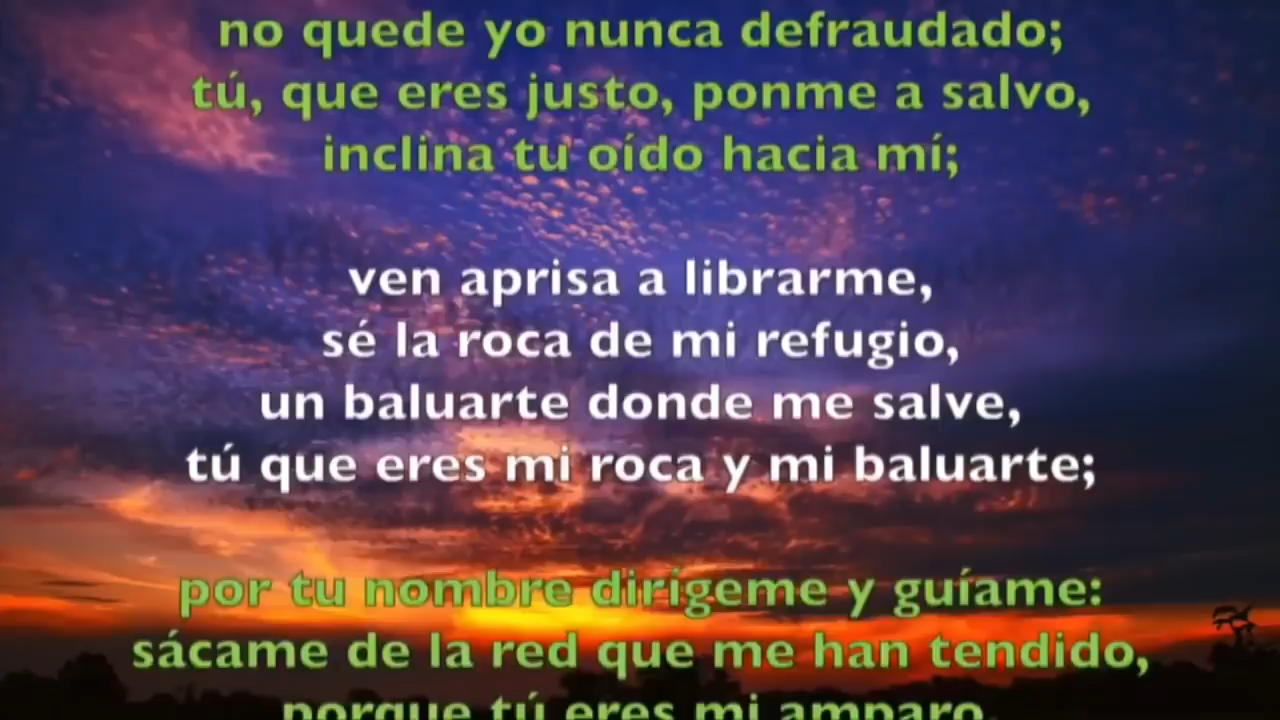 no quede yo nunca defraudado;
tú, que eres justo, ponme a salvo,
inclina tu oído hacia mí;
ven aprisa a librarme,
sé la roca de mi refugio,
un baluarte donde me salve,
tú que eres mi roca y mi baluarte;
por tu nombre dirígeme y guíame:
sácame de la red que me han tendido,
porque tú eres mi amparo.